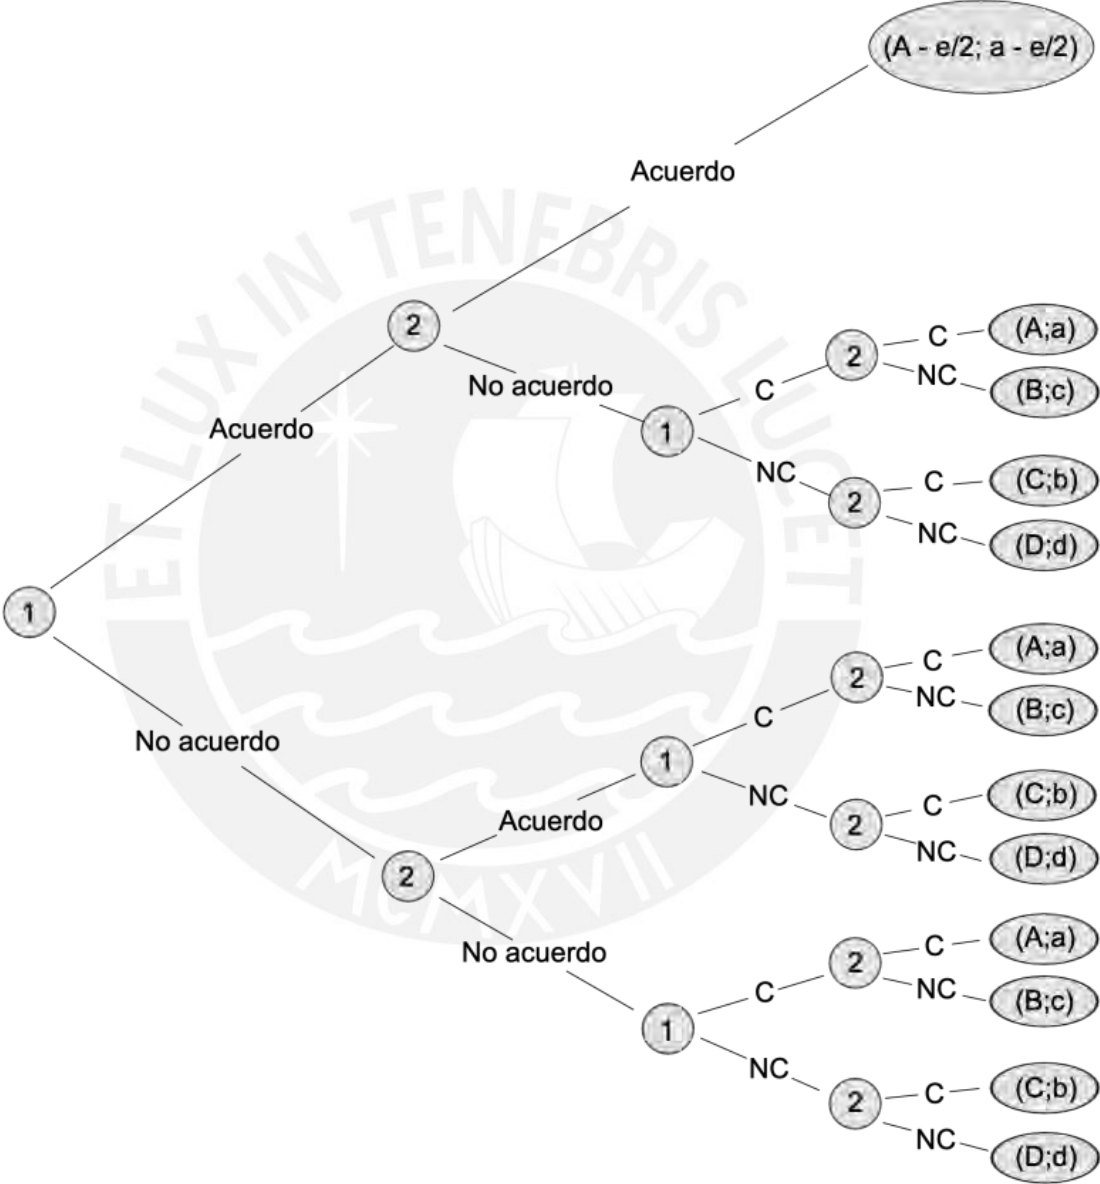 (A - e/2; a - e/2)
Acuerdo
2
No acuerdo
1
C
2
C
(A;a)
NC
(B;c)
NC
2
C
(C;b)
NC
(D;d)
Acuerdo
1
No acuerdo
2
Acuerdo
1
C
2
C
(A;a)
NC
(B;c)
NC
2
C
(C;b)
NC
(D;d)
No acuerdo
1
C
2
C
(A;a)
NC
(B;c)
NC
2
C
(C;b)
NC
(D;d)
ET LUX IN TENEBRIS LUCET
MCMXVII